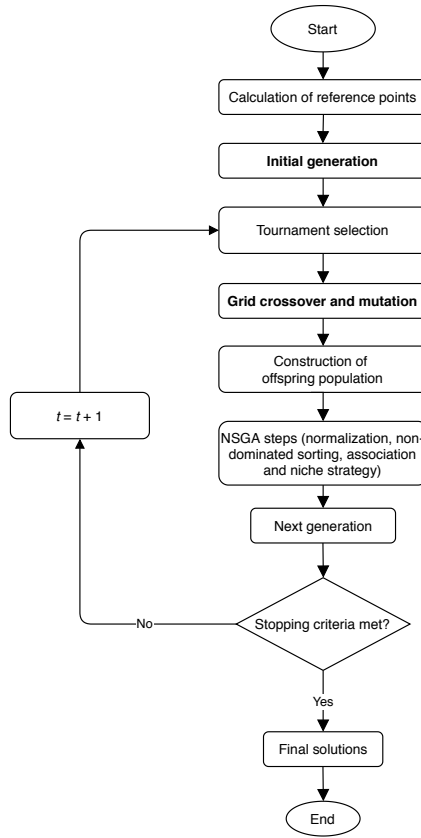 Start
Calculation of reference points
Initial generation
Tournament selection
Grid crossover and mutation
Construction of
offspring population
t = t + 1
NSGA steps (normalization, non-
dominated sorting, association
and niche strategy)
Next generation
No
Stopping criteria met?
Yes
Final solutions
End